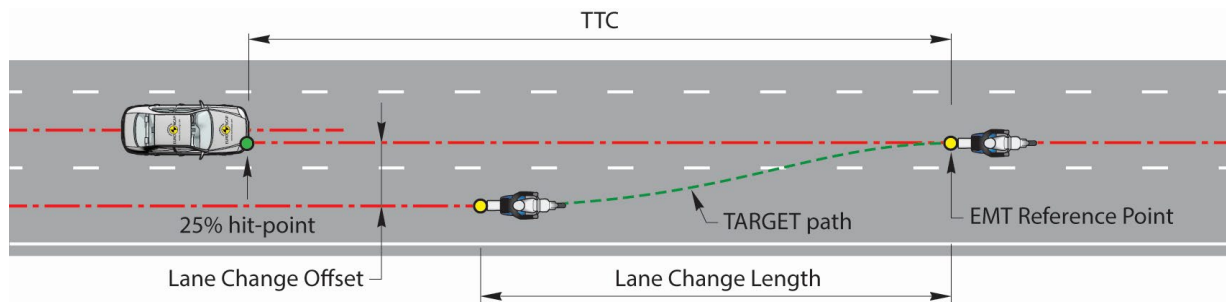 TTC
25% hit-point
TARGET path
EMT Reference Point
Lane Change Offset
Lane Change Length